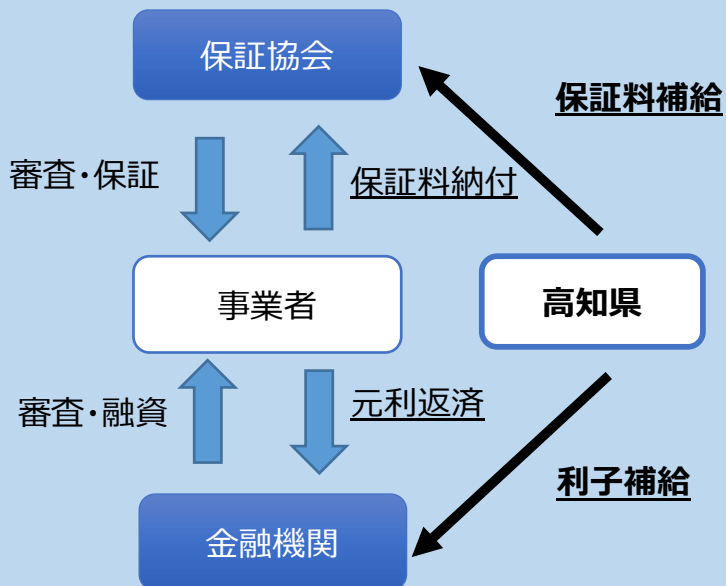 保証協会
保証料補給
審査・保証
保証料納付
事業者
高知県
審査・融資
元利返済
利子補給
金融機関